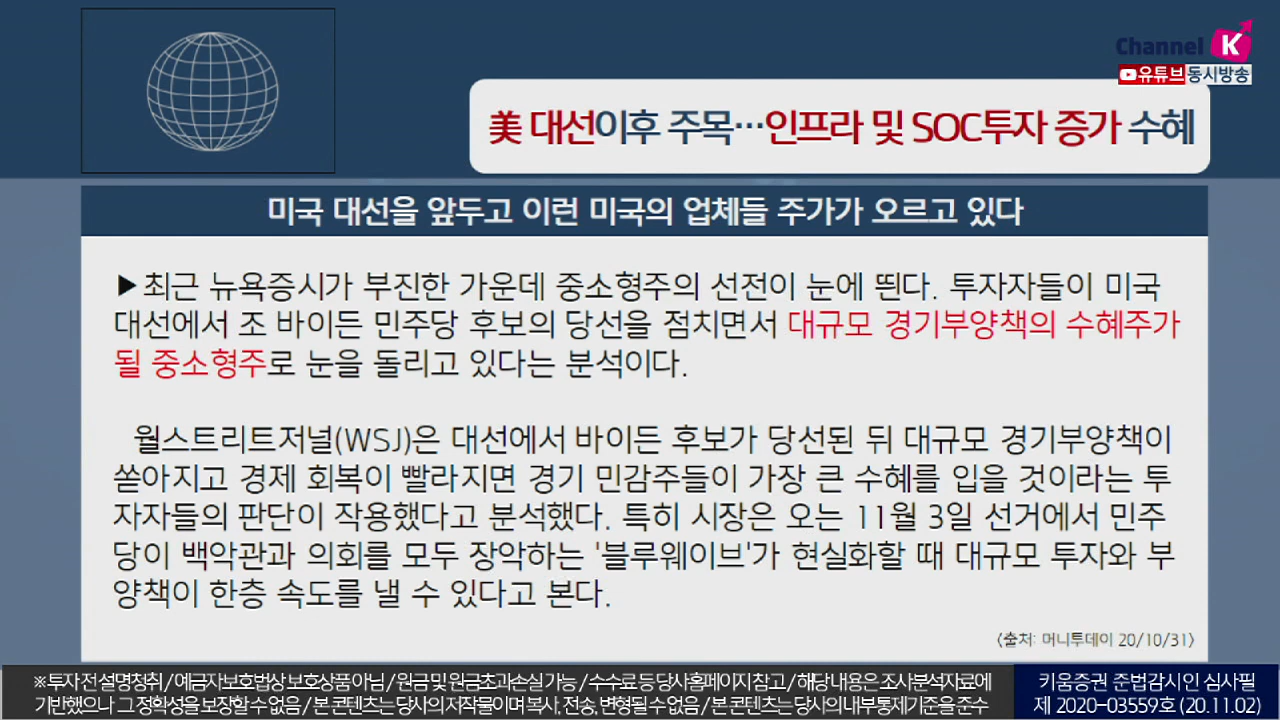 Channel K
유튜브 동시방송
美 대선이후 주목…인프라 및 SOC투자 증가 수혜
미국 대선을 앞두고 이런 미국의 업체들 주가가 오르고 있다
▶최근 뉴욕증시가 부진한 가운데 중소형주의 선전이 눈에 띈다. 투자자들이 미국
대선에서 조 바이든 민주당 후보의 당선을 점치면서 대규모 경기부양책의 수혜주가
될 중소형주로 눈을 돌리고 있다는 분석이다.
월스트리트저널(WSJ)은 대선에서 바이든 후보가 당선된 뒤 대규모 경기부양책이
쏟아지고 경제 회복이 빨라지면 경기 민감주들이 가장 큰 수혜를 입을 것이라는 투
자자들의 판단이 작용했다고 분석했다. 특히 시장은 오는 11월 3일 선거에서 민주
당이 백악관과 의회를 모두 장악하는 '블루웨이브'가 현실화할 때 대규모 투자와 부
양책이 한층 속도를 낼 수 있다고 본다.
(출처: 머니투데이 20/10/31)
※투자 전 설명청취 / 예금자보호법상 보호상품 아님 / 원금 및 원금초과손실 가능 / 수수료 등 당사홈페이지 참고 / 해당 내용은 조사분석자료에
기반했으나 그 정확성을 보장할 수 없음 / 본 콘텐츠는 당사의 저작물이며 복사, 전송, 변형될 수 없음 / 본 콘텐츠는 당사의 내부통제기준을 준수
키움증권 준법감시인 심사필
제 2020-03559호 (20.11.02)